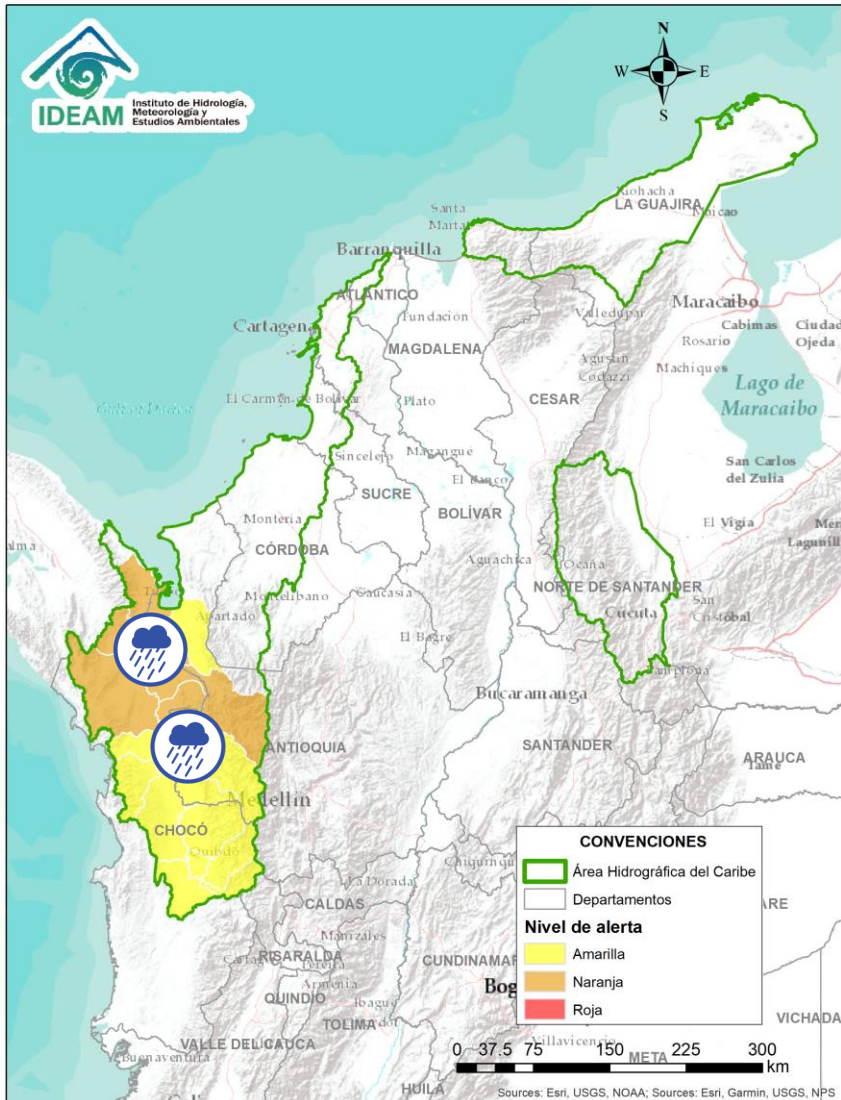 IDEAM
Instituto de Hidrología,
Meteorología y
Estudios Ambientales
N
W
E
S
Riohacha
LA GUAJIRA
Maicao
Santa
Marta
Barranquilla
ATLÁNTICO
Cartagena
Fundación
Valledupar
Maracaibo
Cabimas
Ciudad
Ojeda
Rosario
MAGDALENA
Machiques
Agustín
Codazzi
Lago de
Maracaibo
CESAR
El Carmen de Bolívar
Plato
Sincelejo
Magangué
San Carlos
del Zulia
SUCRE
El Banco
BOLÍVAR
Montería
El Vigía
CÓRDOBA
Aguachica
Ocaña
NORTE DE SANTANDER
Montelibano
Caucasia
Apartadó
Cúcuta
San
Cristóbal
El Bagre
Pamplona
Bucaramanga
ANTIOQUIA
SANTANDER
ARAUCA
Tame
Medellín
CHOCÓ
Quibdó
La Dorada
CALDAS
Manizales
RISARALDA
Pereira
Armenia
QUINDÍO
Ibagué
TOLIMA
CUNDINAMAR
Bog
VICHADA
VALLE DEL CAUCA
Buenaventura
Villavicencio
META
HUILA
CONVENCIONES
Área Hidrográfica del Caribe
Departamentos
Nivel de alerta
Amarilla
Naranja
Roja
0 37.5 75 150 225 300
km
Sources: Esri, USGS, NOAA; Sources: Esri, Garmin, USGS, NPS